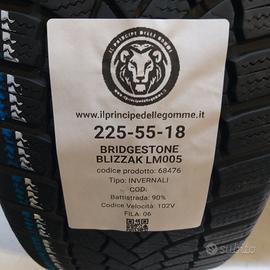 IL PRINCIPE DELLE GOMME
www.ilprincipedellegomme.it
225-55-18
BRIDGESTONE
BLIZZAK LM005
codice prodotto: 68476
Tipo: INVERNALI
COD.
Battistrada: 90%
Codice Velocità: 102V
FILA: 06
subito